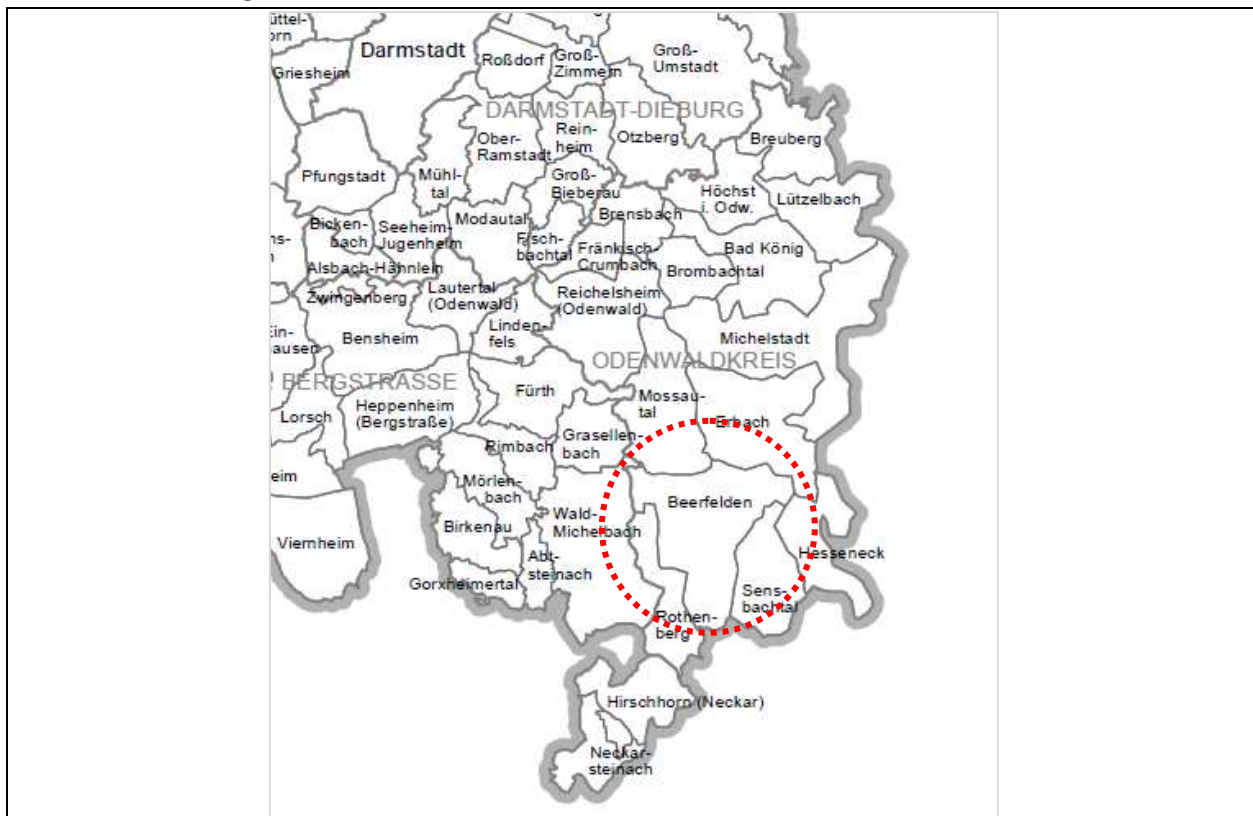 Darmstadt
Roßdorf
Groß-
Zimmern
Groß-
Umstadt
Griesheim
DARMSTADT-DIEBURG
Ober-
Ramstadt
Rein-
heim
Otzberg
Breuberg
Pfungstadt
Mühl-
tal
Groß-
Bieberau
Höchst
i. Odw.
Lützelbach
Bicken-
bach
Seeheim-
Jugenheim
Modautal
Fisch-
bachtal
Brensbach
Fränkisch-
Crumbach
Bad König
Brombachtal
Alsbach-Hähnlein
Zwingenberg
Lautertal
(Odenwald)
Reichelsheim
(Odenwald)
Bensheim
Linden-
fels
Michelstadt
ODENWALDKREIS
BERGSTRASSE
Heppenheim
(Bergstraße)
Fürth
Mossau-
tal
Lorsch
Erbach
Grasellen-
bach
Rimbach
Mörlen-
bach
Beerfelden
Wald-
Michelbach
Birkenau
Viernheim
Abt-
steinach
Hesseneck
Gorxheimertal
Sens-
bachtal
Rothen-
berg
Hirschhorn (Neckar)
Neckar-
steinach